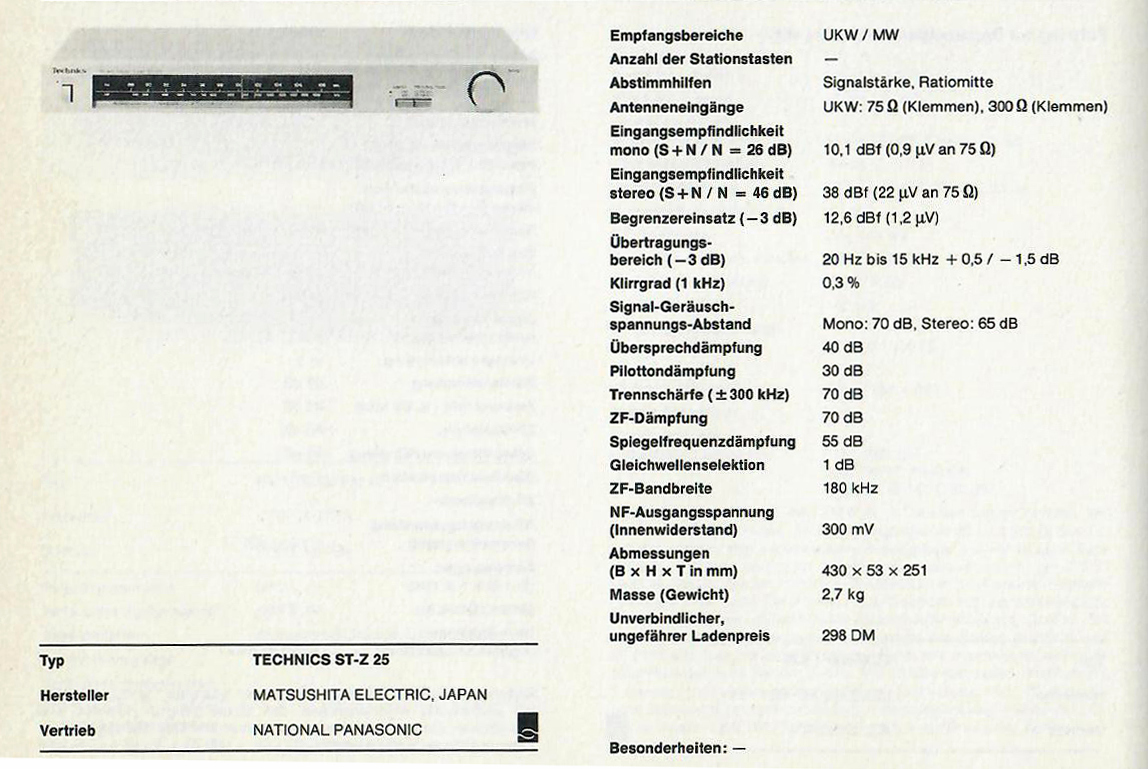 Technics
Typ TECHNICS ST-Z 25
Hersteller MATSUSHITA ELECTRIC, JAPAN
Vertrieb NATIONAL PANASONIC
Empfangsbereiche UKW / MW
Anzahl der Stationstasten —
Abstimmhilfen Signalstärke, Ratiomitte
Antenneneingänge UKW: 75 Ω (Klemmen), 300 Ω (Klemmen)
Eingangsempfindlichkeit
mono (S + N / N = 26 dB) 10,1 dBf (0,9 µV an 75 Ω)
Eingangsempfindlichkeit
stereo (S + N / N = 46 dB) 38 dBf (22 µV an 75 Ω)
Begrenzereinsatz (− 3 dB) 12,6 dBf (1,2 µV)
Übertragungs-
bereich (− 3 dB) 20 Hz bis 15 kHz + 0,5 / − 1,5 dB
Klirrgrad (1 kHz) 0,3 %
Signal-Geräusch-
spannungs-Abstand Mono: 70 dB, Stereo: 65 dB
Übersprechdämpfung 40 dB
Pilottondämpfung 30 dB
Trennschärfe (± 300 kHz) 70 dB
ZF-Dämpfung 70 dB
Spiegelfrequenzdämpfung 55 dB
Gleichwellenselektion 1 dB
ZF-Bandbreite 180 kHz
NF-Ausgangsspannung
(Innenwiderstand) 300 mV
Abmessungen
(B x H x T in mm) 430 x 53 x 251
Masse (Gewicht) 2,7 kg
Unverbindlicher,
ungefährer Ladenpreis 298 DM
Besonderheiten: —